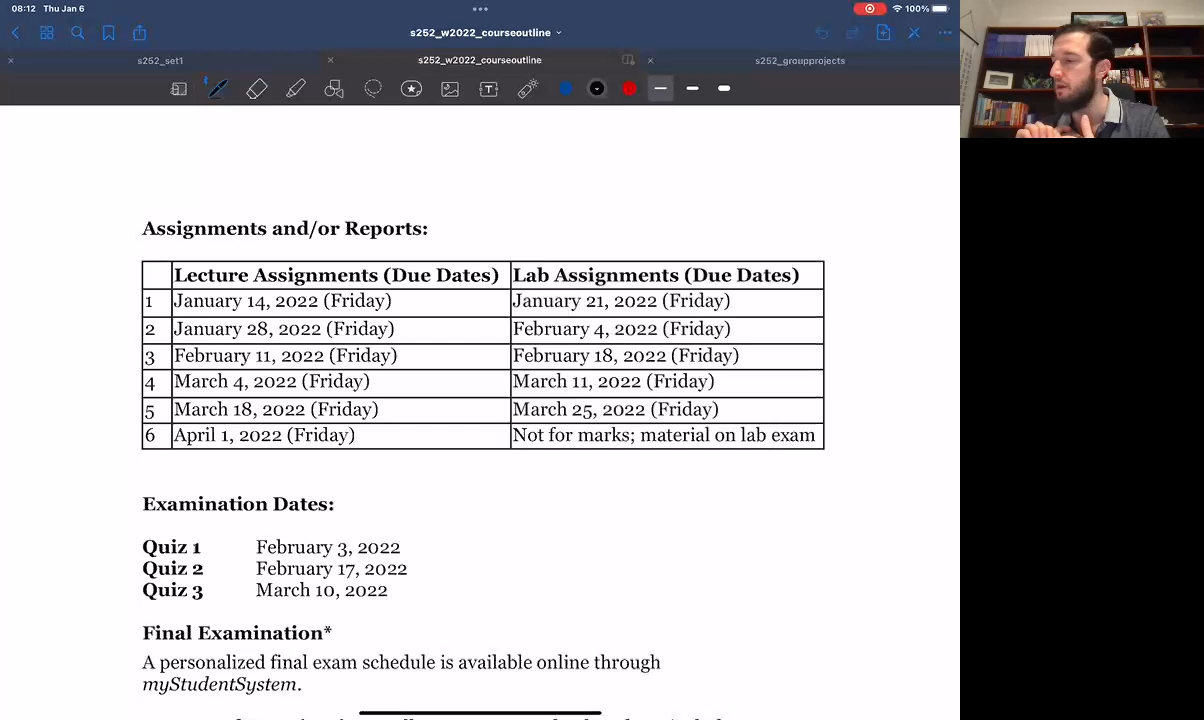 08:12 Thu Jan 6
100%
s252_w2022_courseoutline
s252_set1
s252_w2022_courseoutline
s252_groupprojects
T
Assignments and/or Reports:
Lecture Assignments (Due Dates) Lab Assignments (Due Dates)
1 January 14, 2022 (Friday) January 21, 2022 (Friday)
2 January 28, 2022 (Friday) February 4, 2022 (Friday)
3 February 11, 2022 (Friday) February 18, 2022 (Friday)
4 March 4, 2022 (Friday) March 11, 2022 (Friday)
5 March 18, 2022 (Friday) March 25, 2022 (Friday)
6 April 1, 2022 (Friday) Not for marks; material on lab exam
Examination Dates:
Quiz 1 February 3, 2022
Quiz 2 February 17, 2022
Quiz 3 March 10, 2022
Final Examination*
A personalized final exam schedule is available online through
myStudentSystem.